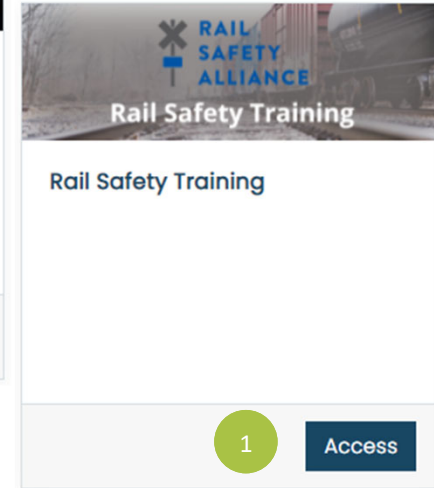 RAIL
SAFETY
ALLIANCE
Rail Safety Training
Rail Safety Training
1 Access